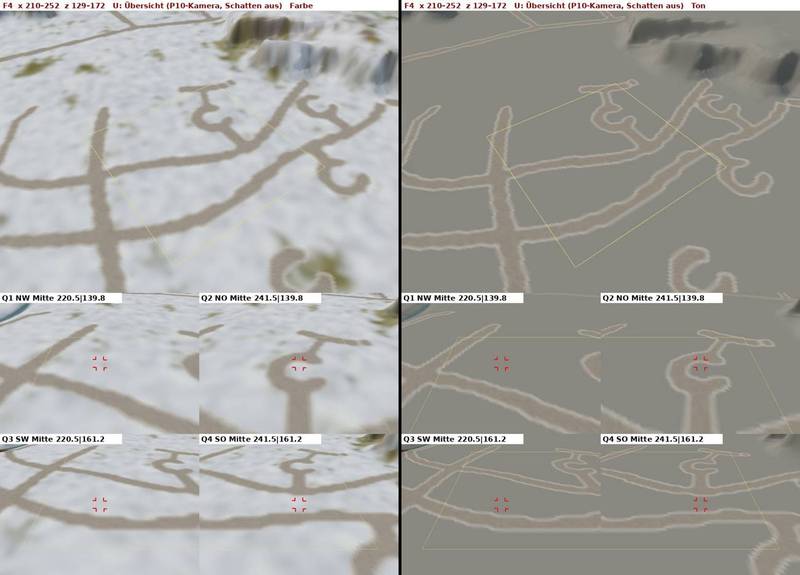 F4 x 210–252 z 129–172 U: Übersicht (P10-Kamera, Schatten aus) Farbe
F4 x 210–252 z 129–172 U: Übersicht (P10-Kamera, Schatten aus) Ton
Q1 NW Mitte 220.5|139.8
Q2 NO Mitte 241.5|139.8
Q1 NW Mitte 220.5|139.8
Q2 NO Mitte 241.5|139.8
Q3 SW Mitte 220.5|161.2
Q4 SO Mitte 241.5|161.2
Q3 SW Mitte 220.5|161.2
Q4 SO Mitte 241.5|161.2